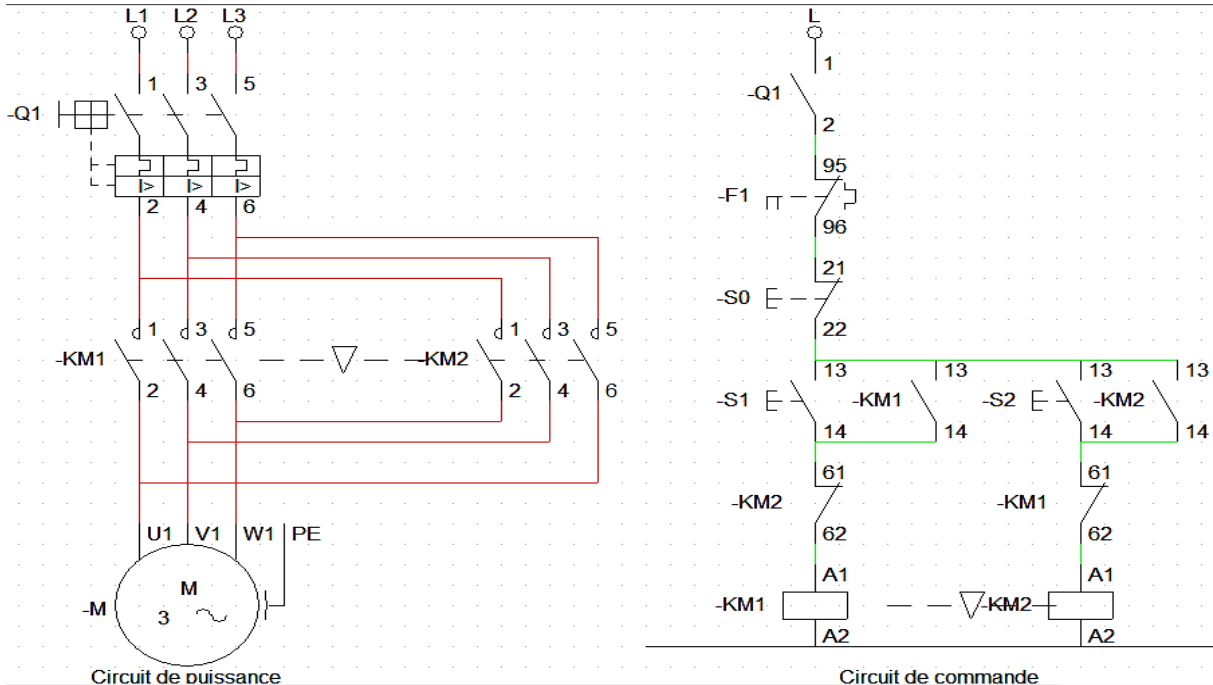 L1 L2 L3
1 3 5
-Q1
I> I> I>
2 4 6
1 3 5
-KM1
2 4 6
1 3 5
-KM2
2 4 6
U1 V1 W1 PE
M
-M
3
Circuit de puissance
L
1
-Q1
2
95
-F1
96
21
-S0
22
13 13 13 13
-S1 -KM1 -S2 -KM2
14 14 14 14
61 61
-KM2 -KM1
62 62
A1 A1
-KM1 -KM2
A2 A2
Circuit de commande